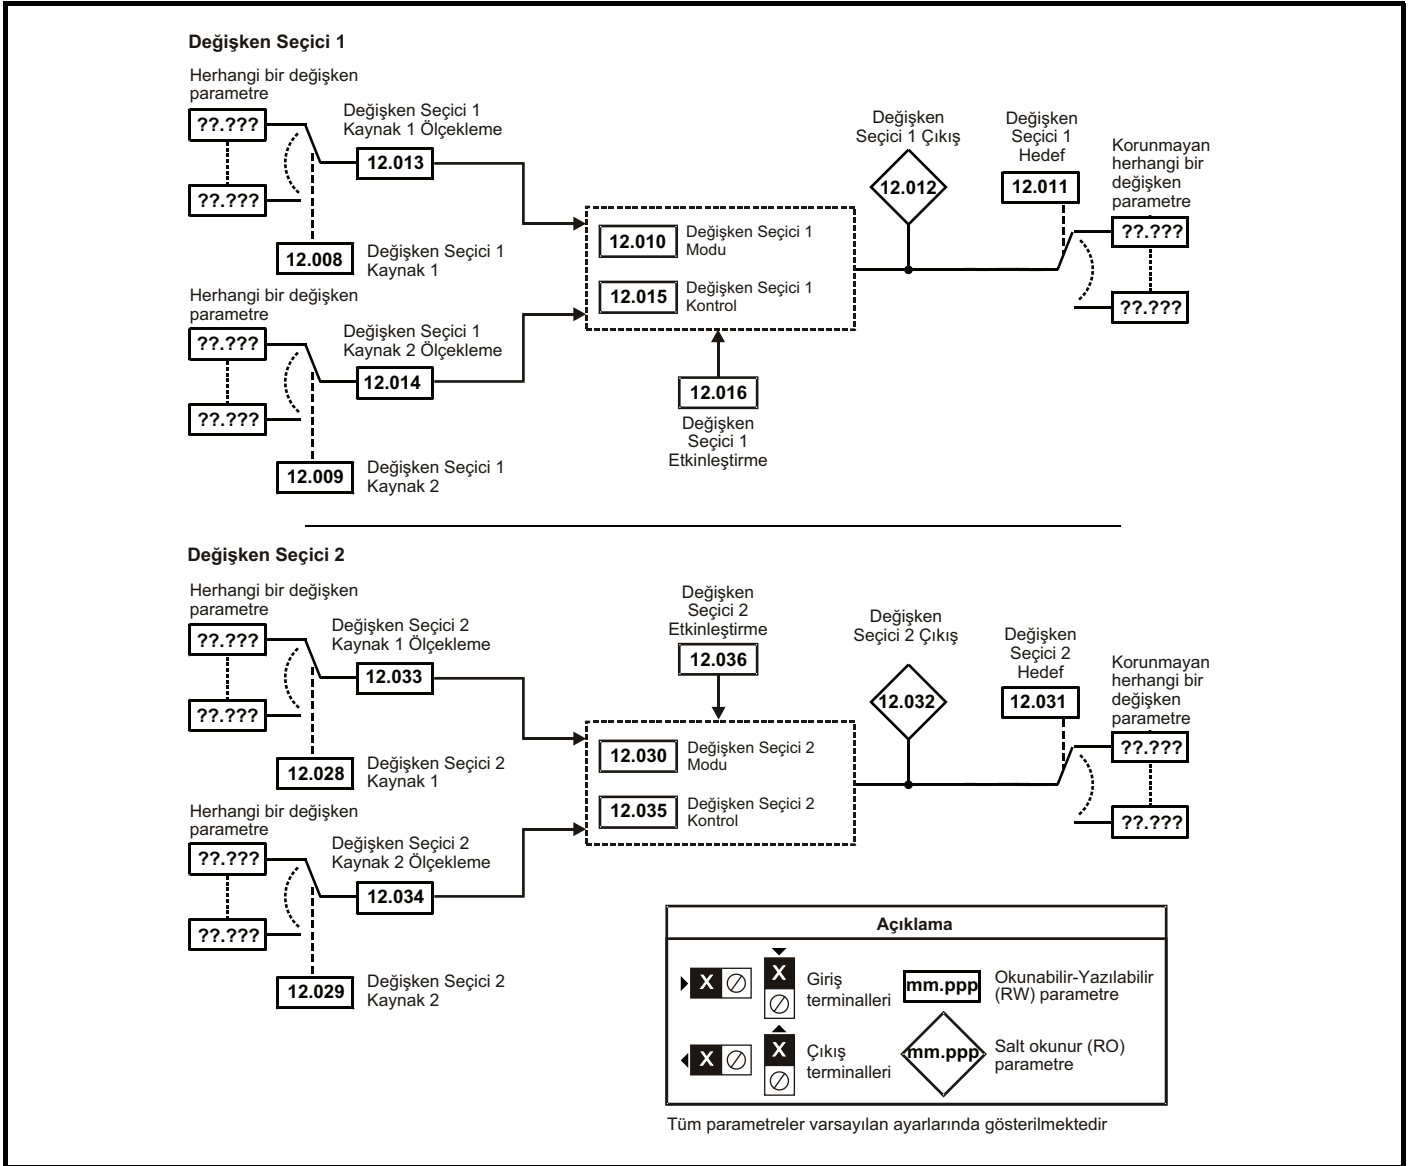 Değişken Seçici 1
Herhangi bir değişken
parametre
??.???
??.???
Değişken Seçici 1
Kaynak 1 Ölçekleme
12.013
12.008
Değişken Seçici 1
Kaynak 1
Herhangi bir değişken
parametre
??.???
??.???
Değişken Seçici 1
Kaynak 2 Ölçekleme
12.014
12.009
Değişken Seçici 1
Kaynak 2
12.010
Değişken Seçici 1
Modu
12.015
Değişken Seçici 1
Kontrol
12.016
Değişken
Seçici 1
Etkinleştirme
Değişken
Seçici 1 Çıkış
12.012
Değişken
Seçici 1
Hedef
12.011
Korunmayan
herhangi bir
değişken
parametre
??.???
??.???
Değişken Seçici 2
Herhangi bir değişken
parametre
??.???
??.???
Değişken Seçici 2
Kaynak 1 Ölçekleme
12.033
12.028
Değişken Seçici 2
Kaynak 1
Herhangi bir değişken
parametre
??.???
??.???
Değişken Seçici 2
Kaynak 2 Ölçekleme
12.034
12.029
Değişken Seçici 2
Kaynak 2
Değişken
Seçici 2
Etkinleştirme
12.036
12.030
Değişken Seçici 2
Modu
12.035
Değişken Seçici 2
Kontrol
Değişken
Seçici 2 Çıkış
12.032
Değişken
Seçici 2
Hedef
12.031
Korunmayan
herhangi bir
değişken
parametre
??.???
??.???
Açıklama
X
X
Giriş
terminalleri
mm.ppp
Okunabilir-Yazılabilir
(RW) parametre
X
X
Çıkış
terminalleri
mm.ppp
Salt okunur (RO)
parametre
Tüm parametreler varsayılan ayarlarında gösterilmektedir